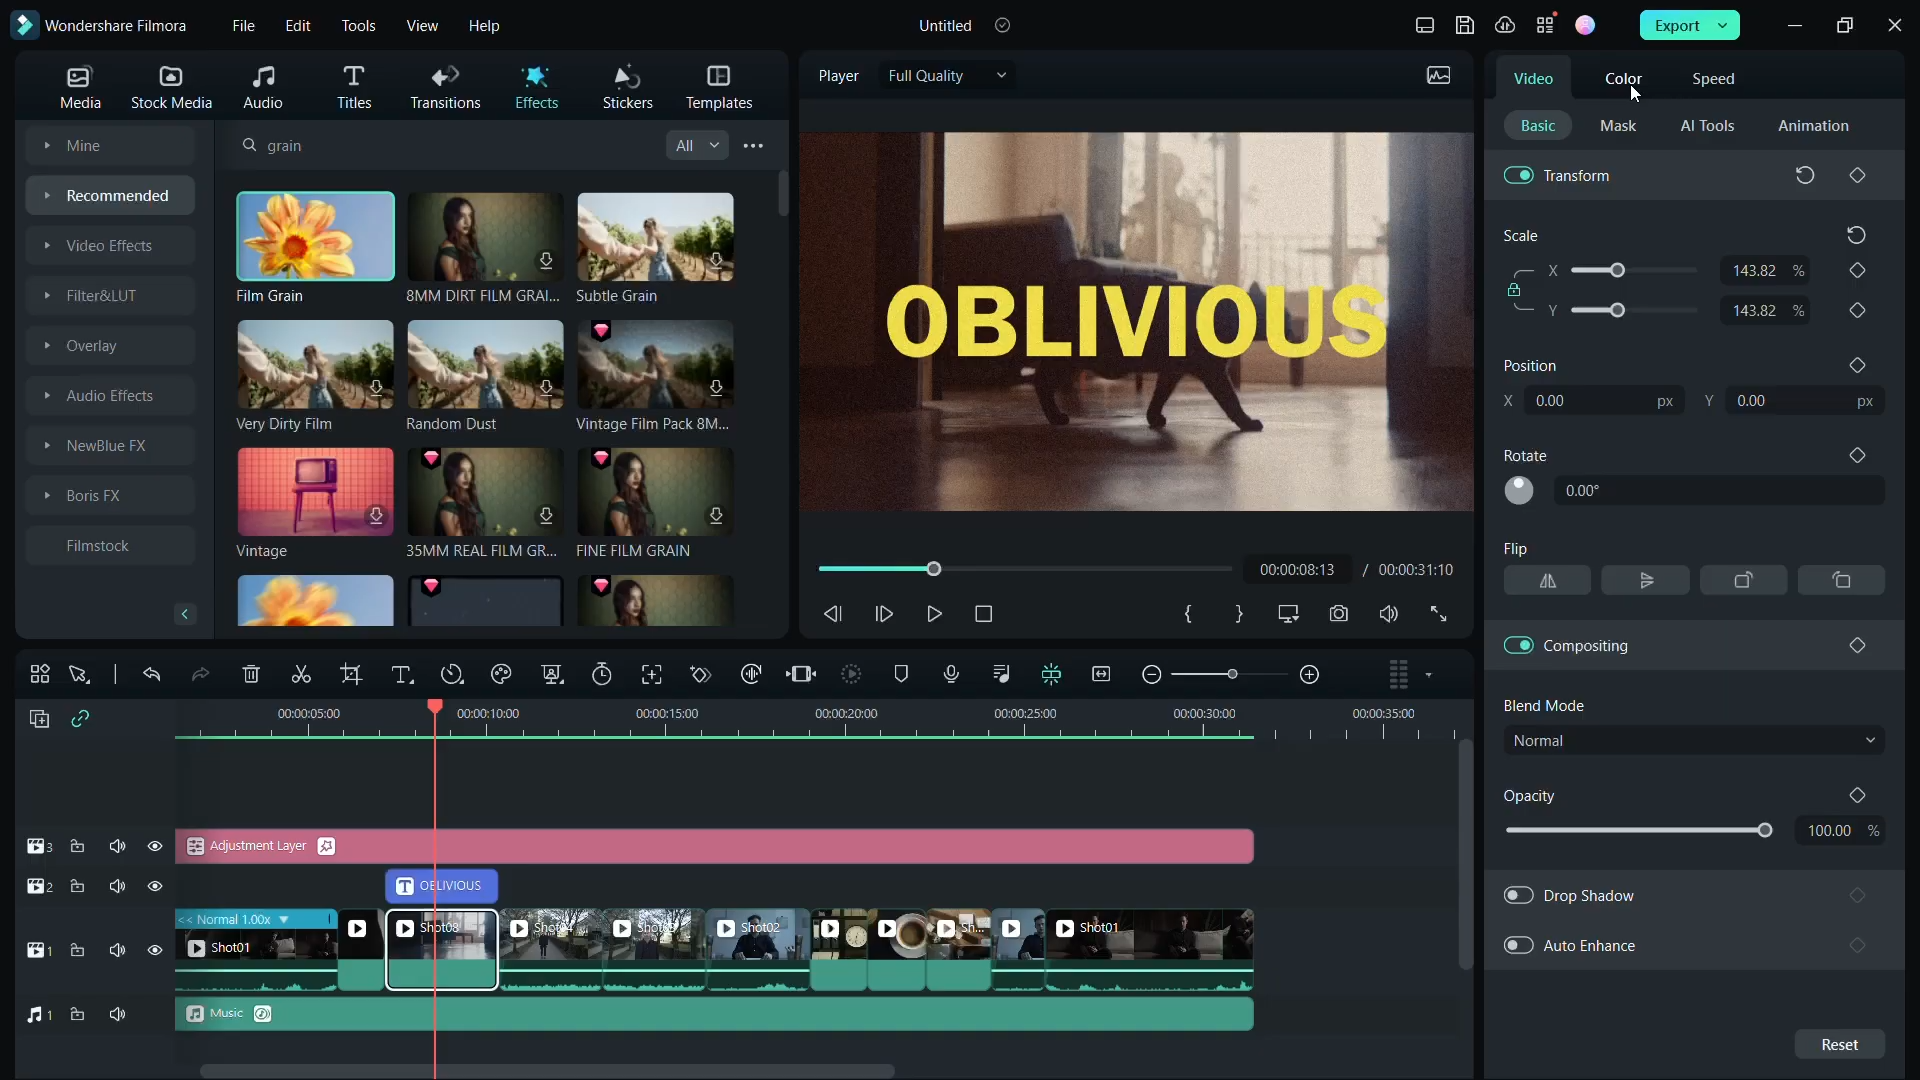 Wondershare Filmora
File
Edit
Tools
View
Help
Untitled
Export
Media
Stock Media
Audio
Titles
Transitions
Effects
Stickers
Templates
Mine
Recommended
Video Effects
Filter&LUT
Overlay
Audio Effects
NewBlue FX
Boris FX
Filmstock
grain
All
Film Grain
8MM DIRT FILM GRAI...
Subtle Grain
Very Dirty Film
Random Dust
Vintage Film Pack 8M...
Vintage
35MM REAL FILM GR...
FINE FILM GRAIN
Player
Full Quality
OBLIVIOUS
00:00:08:13 / 00:00:31:10
Video
Color
Speed
Basic
Mask
AI Tools
Animation
Transform
Scale
X
143.82 %
Y
143.82 %
Position
X 0.00 px
Y 0.00 px
Rotate
0.00°
Flip
Compositing
Blend Mode
Normal
Opacity
100.00 %
Drop Shadow
Auto Enhance
Reset
00:00:05:00
00:00:10:00
00:00:15:00
00:00:20:00
00:00:25:00
00:00:30:00
00:00:35:00
3
Adjustment Layer
2
OBLIVIOUS
1
<< Normal 1.00x
Shot01
Shot08
Shot02
Sh...
Shot01
1
Music